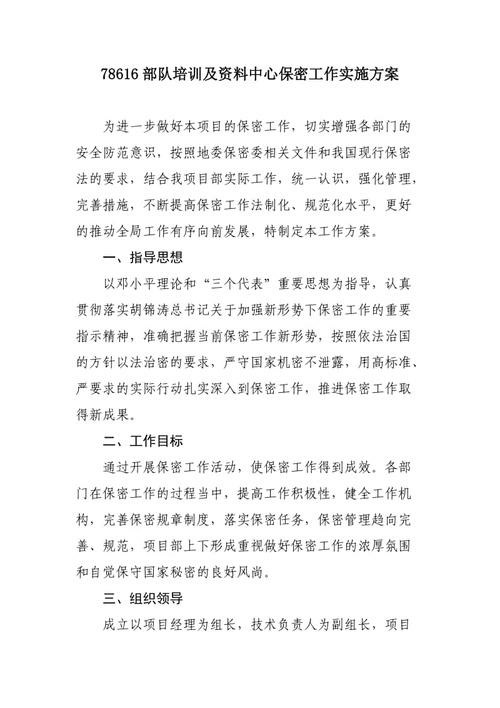 78616 部队培训及资料中心保密工作实施方案
为进一步做好本项目的保密工作，切实增强各部门的
安全防范意识，按照地委保密委相关文件和我国现行保密
法的要求，结合我项目部实际工作，统一认识，强化管理，
完善措施，不断提高保密工作法制化、规范化水平，更好
的推动全局工作有序向前发展，特制定本工作方案。
一、指导思想
以邓小平理论和“三个代表”重要思想为指导，认真
贯彻落实胡锦涛总书记关于加强新形势下保密工作的重要
指示精神，准确把握当前保密工作新形势，按照依法治国
的方针以法治密的要求，严守国家机密不泄露，用高标准、
严要求的实际行动扎实深入到保密工作，推进保密工作取
得新成果。
二、工作目标
通过开展保密工作活动，使保密工作得到成效。各部
门在保密工作的过程当中，提高工作积极性，健全工作机
构，完善保密规章制度，落实保密任务，保密管理趋向完
善、规范，项目部上下形成重视做好保密工作的浓厚氛围
和自觉保守国家秘密的良好风尚。
三、组织领导
成立以项目经理为组长，技术负责人为副组长，项目